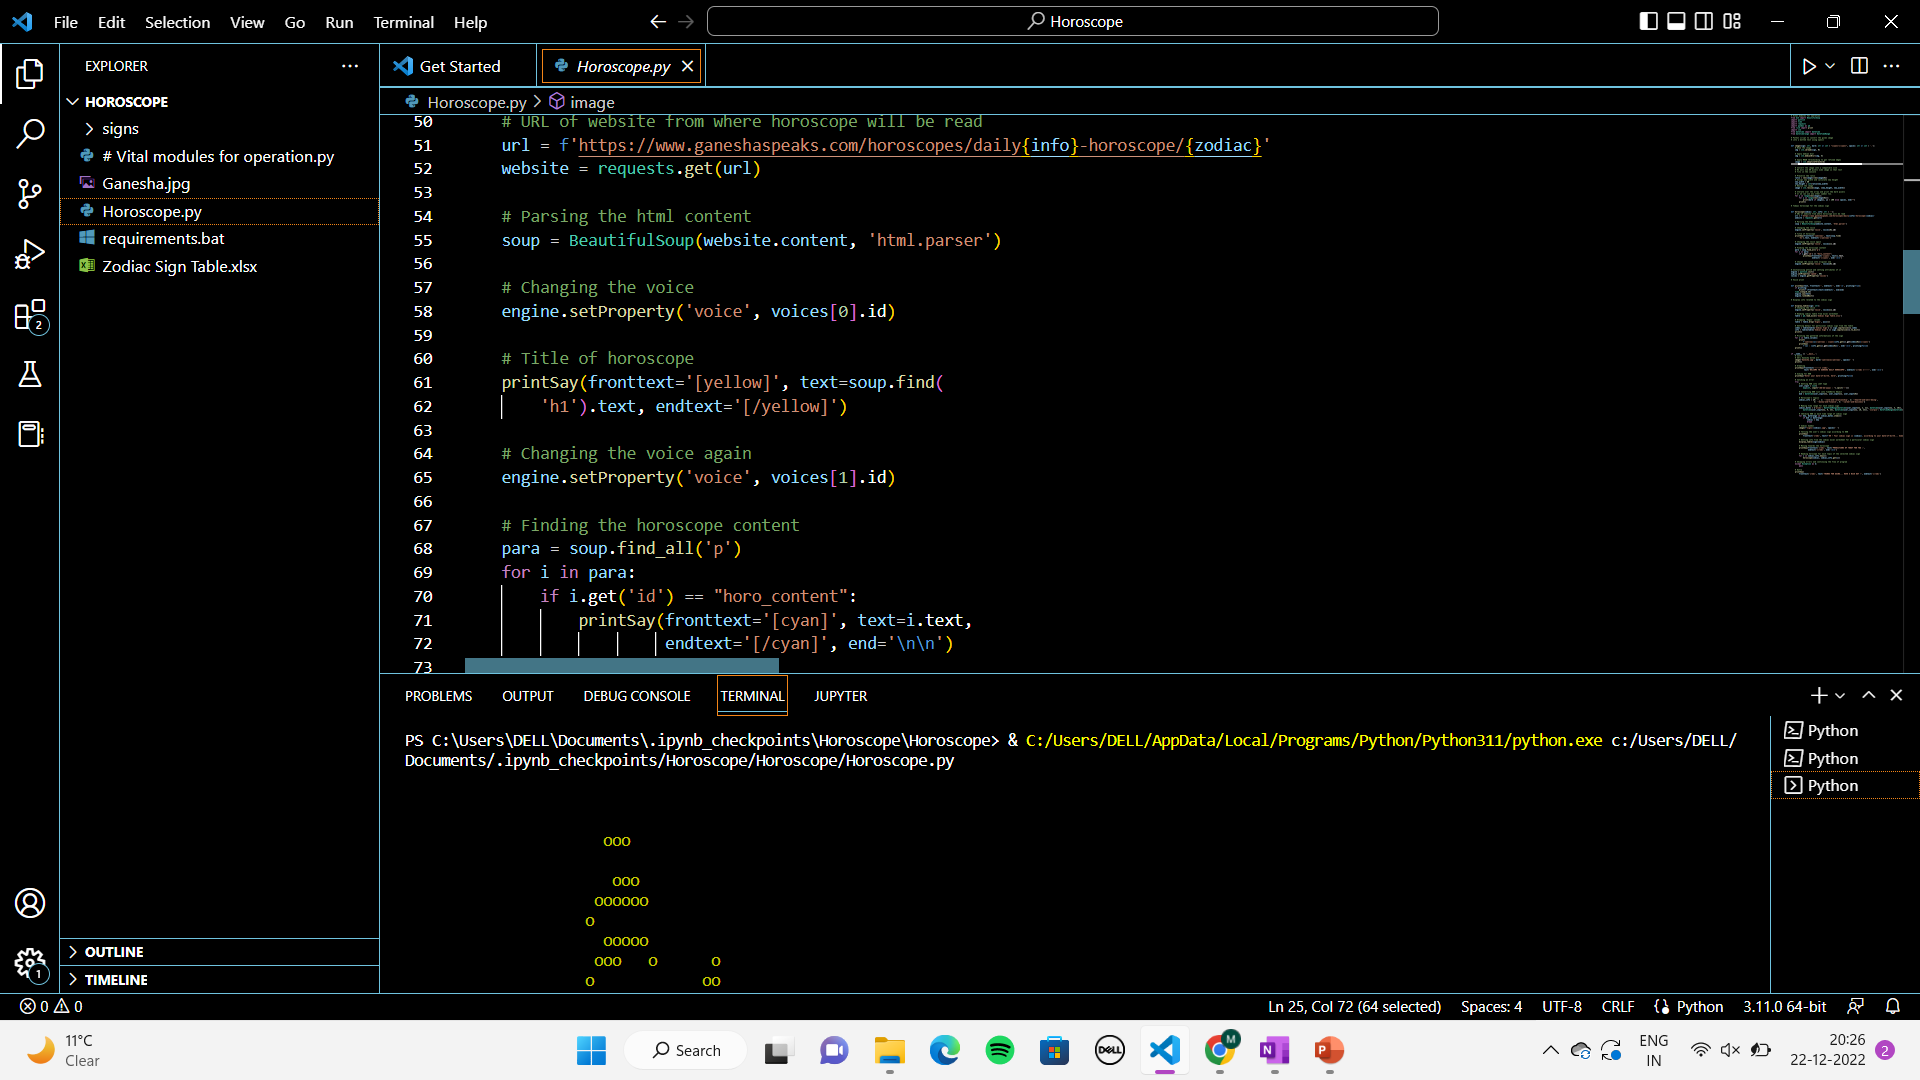 File Edit Selection View Go Run Terminal Help
Horoscope
EXPLORER
HOROSCOPE
signs
# Vital modules for operation.py
Ganesha.jpg
Horoscope.py
requirements.bat
Zodiac Sign Table.xlsx
OUTLINE
TIMELINE
2
1
Get Started
Horoscope.py
Horoscope.py > image
50 # URL of website from where horoscope will be read
51 url = f'https://www.ganeshaspeaks.com/horoscopes/daily{info}-horoscope/{zodiac}'
52 website = requests.get(url)
53
54 # Parsing the html content
55 soup = BeautifulSoup(website.content, 'html.parser')
56
57 # Changing the voice
58 engine.setProperty('voice', voices[0].id)
59
60 # Title of horoscope
61 printSay(fronttext='[yellow]', text=soup.find(
62 'h1').text, endtext='[/yellow]')
63
64 # Changing the voice again
65 engine.setProperty('voice', voices[1].id)
66
67 # Finding the horoscope content
68 para = soup.find_all('p')
69 for i in para:
70 if i.get('id') == "horo_content":
71 printSay(fronttext='[cyan]', text=i.text,
72 endtext='[/cyan]', end='\n\n')
73
PROBLEMS OUTPUT DEBUG CONSOLE TERMINAL JUPYTER
PS C:\Users\DELL\Documents\.ipynb_checkpoints\Horoscope\Horoscope> & C:/Users/DELL/AppData/Local/Programs/Python/Python311/python.exe c:/Users/DELL/
Documents/.ipynb_checkpoints/Horoscope/Horoscope/Horoscope.py
ooo
ooo
oooooo
o
ooooo
ooo o o
o oo
Python
Python
Python
0 0
Ln 25, Col 72 (64 selected) Spaces: 4 UTF-8 CRLF {} Python 3.11.0 64-bit
11°C
Clear
Search
DELL
M
N
P
ENG
IN
20:26
22-12-2022
2